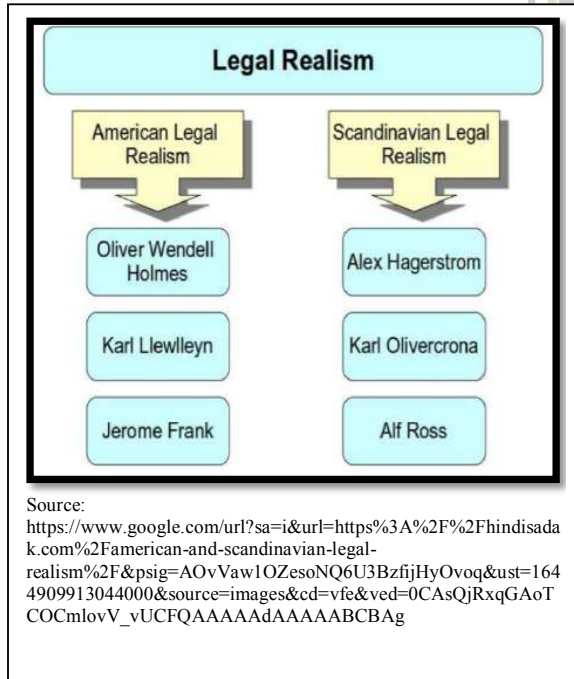 Legal Realism
American Legal
Realism
Scandinavian Legal
Realism
Oliver Wendell
Holmes
Alex Hagerstrom
Karl Llewlleyn
Karl Olivercrona
Jerome Frank
Alf Ross
Source:
https://www.google.com/url?sa=i&url=https%3A%2F%2Fhindisada
k.com%2Famerican-and-scandinavian-legal-
realism%2F&psig=AOvVaw1OZesoNQ6U3BzfijHyOvoq&ust=164
4909913044000&source=images&cd=vfe&ved=0CAsQjRxqGAoT
COCmlovV_vUCFQAAAAAdAAAAABCBAg